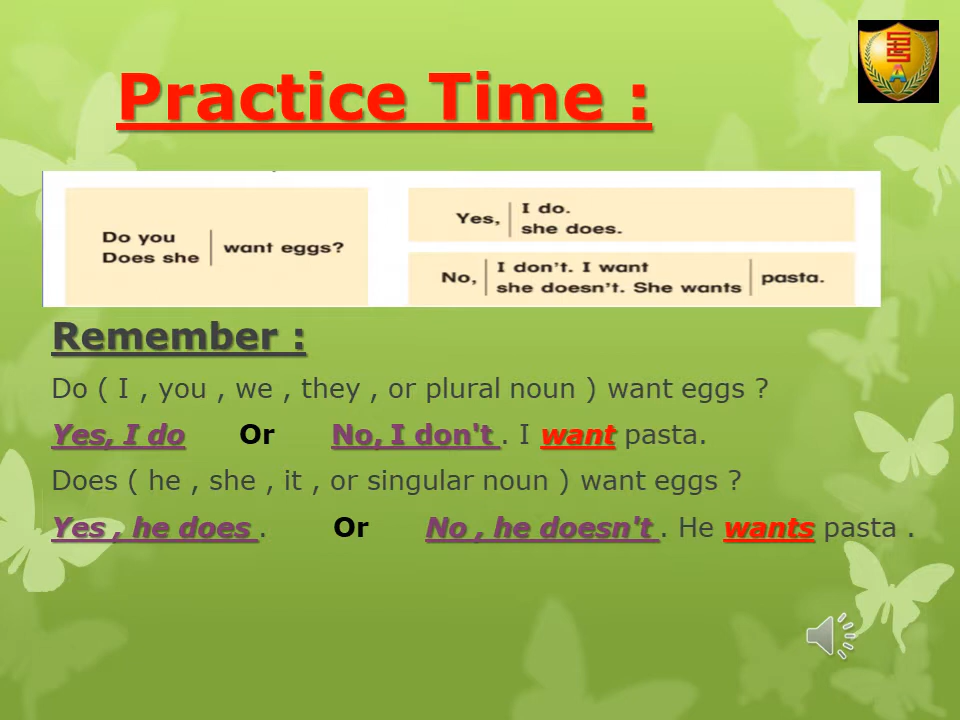 Practice Time :
Do you
Does she
want eggs?
Yes,
I do.
she does.
No,
I don't. I want
she doesn't. She wants
pasta.
Remember :
Do ( I , you , we , they , or plural noun ) want eggs ?
Yes, I do Or No, I don't . I want pasta.
Does ( he , she , it , or singular noun ) want eggs ?
Yes , he does . Or No , he doesn't . He wants pasta .